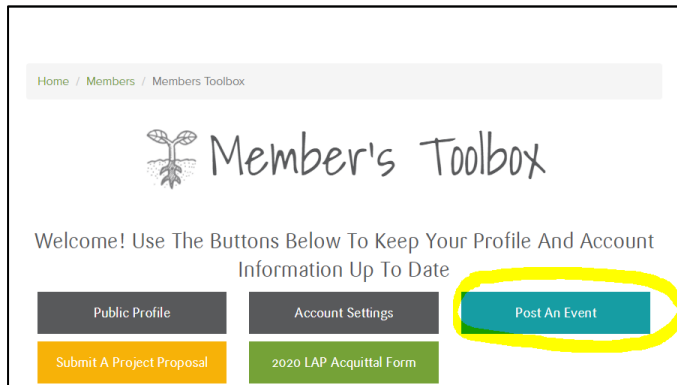 Home / Members / Members Toolbox
Member's Toolbox
Welcome! Use The Buttons Below To Keep Your Profile And Account
Information Up To Date
Public Profile Account Settings Post An Event
Submit A Project Proposal 2020 LAP Acquittal Form